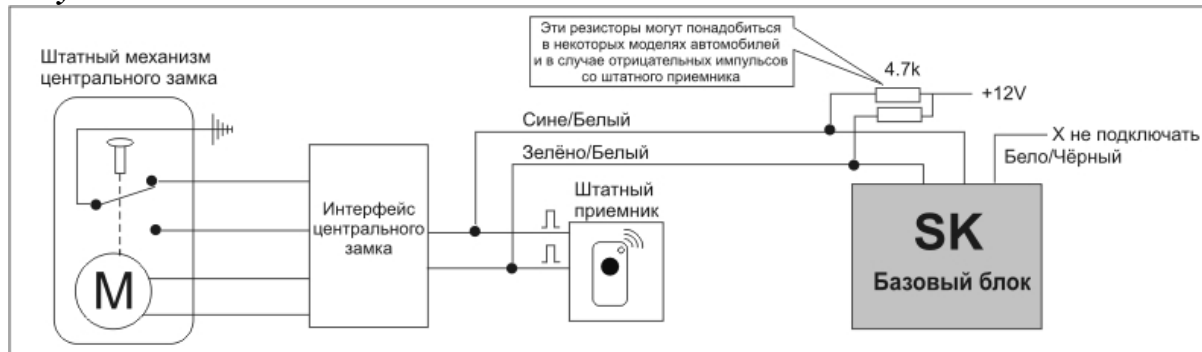 Эти резисторы могут понадобиться
в некоторых моделях автомобилей
и в случае отрицательных импульсов
со штатного приемника
Штатный механизм
центрального замка
4.7k
+12V
Сине/Белый
Зелёно/Белый
X не подключать
Бело/Чёрный
Штатный
приемник
Интерфейс
центрального
замка
SK
Базовый блок
M